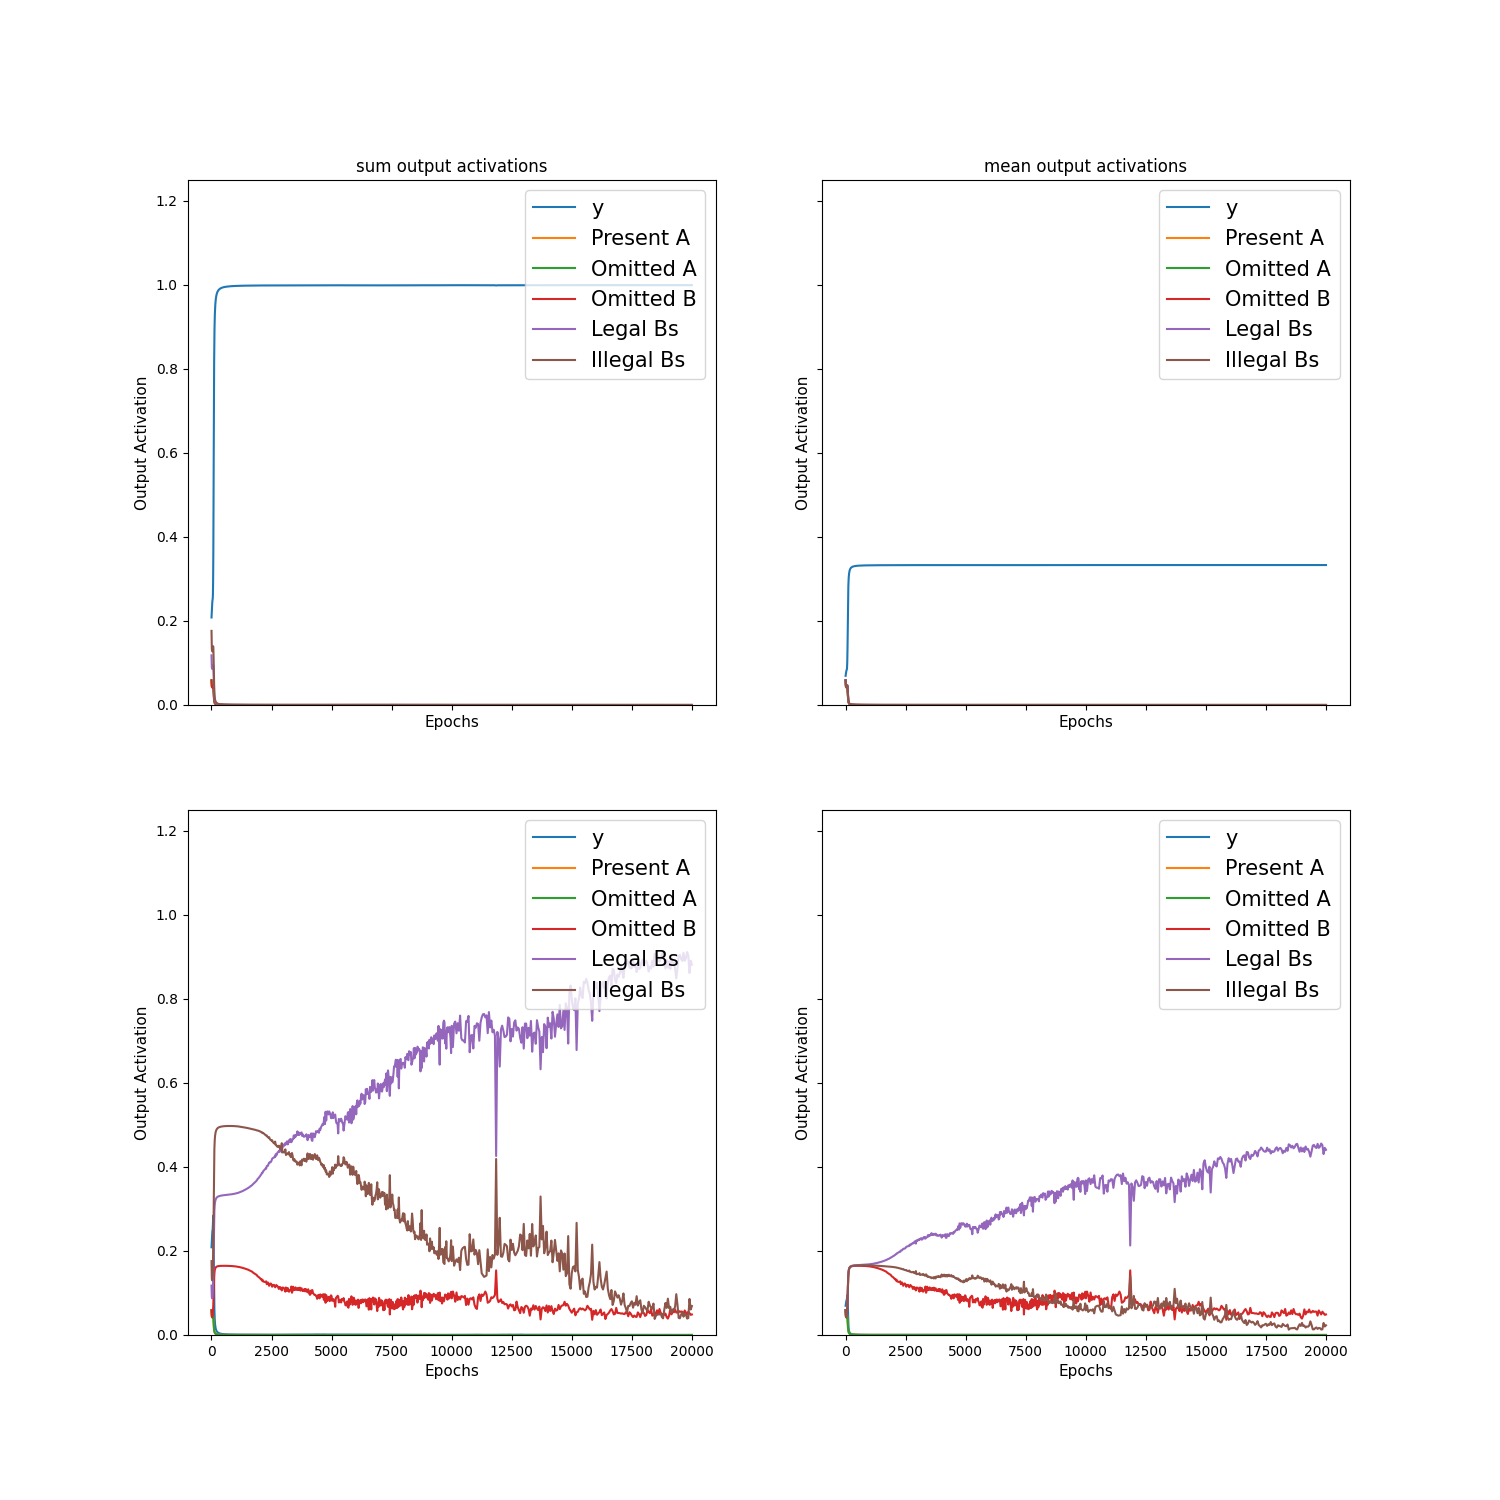 sum output activations
mean output activations
1.2
1.0
0.8
0.6
0.4
0.2
0.0
Output Activation
Epochs
y
Present A
Omitted A
Omitted B
Legal Bs
Illegal Bs
Output Activation
Epochs
y
Present A
Omitted A
Omitted B
Legal Bs
Illegal Bs
1.2
1.0
0.8
0.6
0.4
0.2
0.0
Output Activation
0 2500 5000 7500 10000 12500 15000 17500 20000
Epochs
y
Present A
Omitted A
Omitted B
Legal Bs
Illegal Bs
Output Activation
0 2500 5000 7500 10000 12500 15000 17500 20000
Epochs
y
Present A
Omitted A
Omitted B
Legal Bs
Illegal Bs